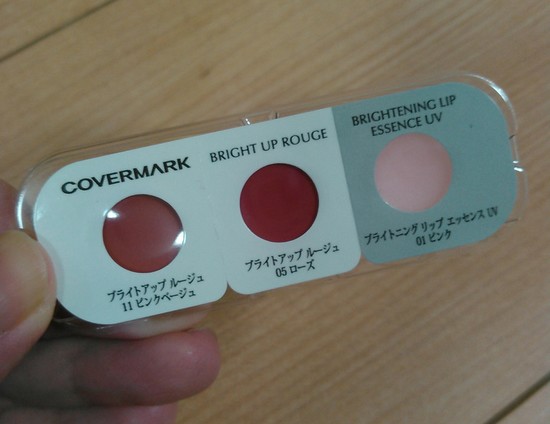 COVERMARK
ブライトアップ ルージュ
11 ピンクベージュ
BRIGHT UP ROUGE
ブライトアップ ルージュ
05 ローズ
BRIGHTENING LIP
ESSENCE UV
ブライトニング リップ エッセンス UV
01 ピンク